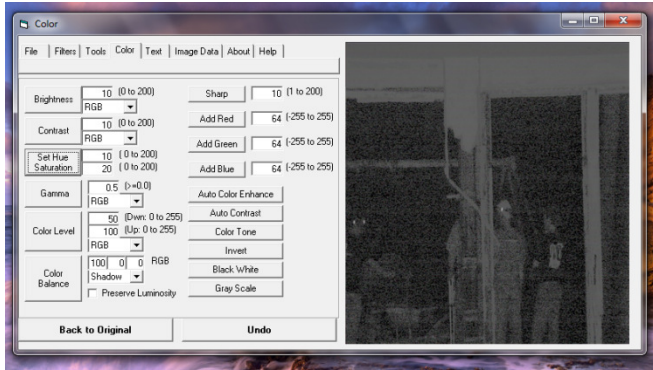 Color
File Filters Tools Color Text Image Data About Help
Brightness 10 (0 to 200)
RGB
Contrast 10 (0 to 200)
RGB
Set Hue 10 ( 0 to 200)
Saturation 20 ( 0 to 200)
Gamma 0.5 (>=0.0)
RGB
Color Level 50 (Dwn: 0 to 255)
100 (Up: 0 to 255)
RGB
Color Balance 100 0 0 RGB
Shadow
Preserve Luminosity
Sharp 10 (1 to 200)
Add Red 64 (-255 to 255)
Add Green 64 (-255 to 255)
Add Blue 64 (-255 to 255)
Auto Color Enhance
Auto Contrast
Color Tone
Invert
Black White
Gray Scale
Back to Original Undo